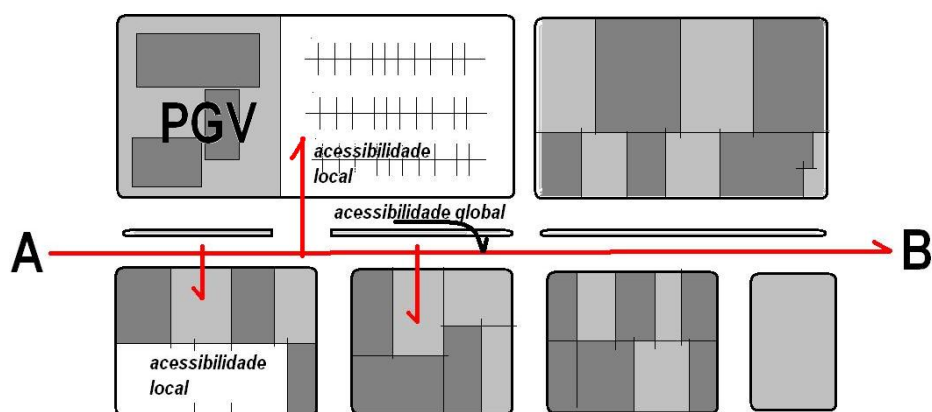 PGV
acessibilidade
local
acessibilidade global
A
B
acessibilidade
local